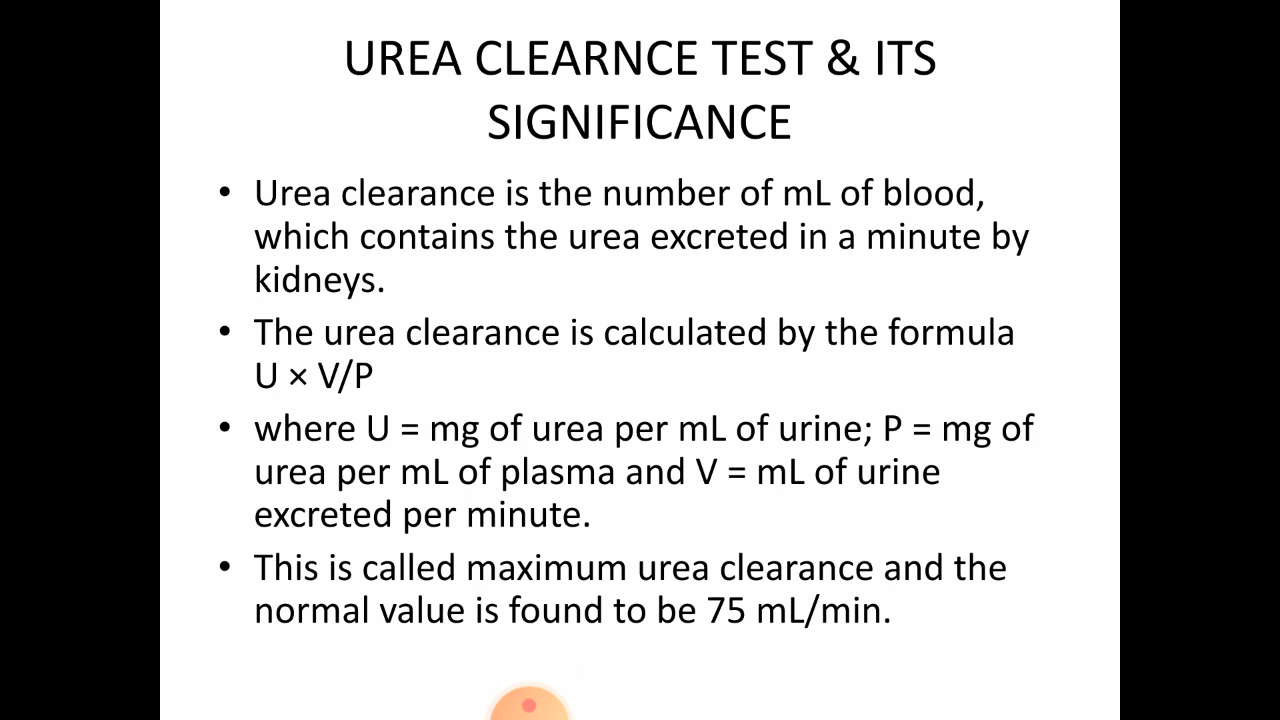 UREA CLEARNCE TEST & ITS
SIGNIFICANCE
• Urea clearance is the number of mL of blood,
which contains the urea excreted in a minute by
kidneys.
• The urea clearance is calculated by the formula
U × V/P
• where U = mg of urea per mL of urine; P = mg of
urea per mL of plasma and V = mL of urine
excreted per minute.
• This is called maximum urea clearance and the
normal value is found to be 75 mL/min.